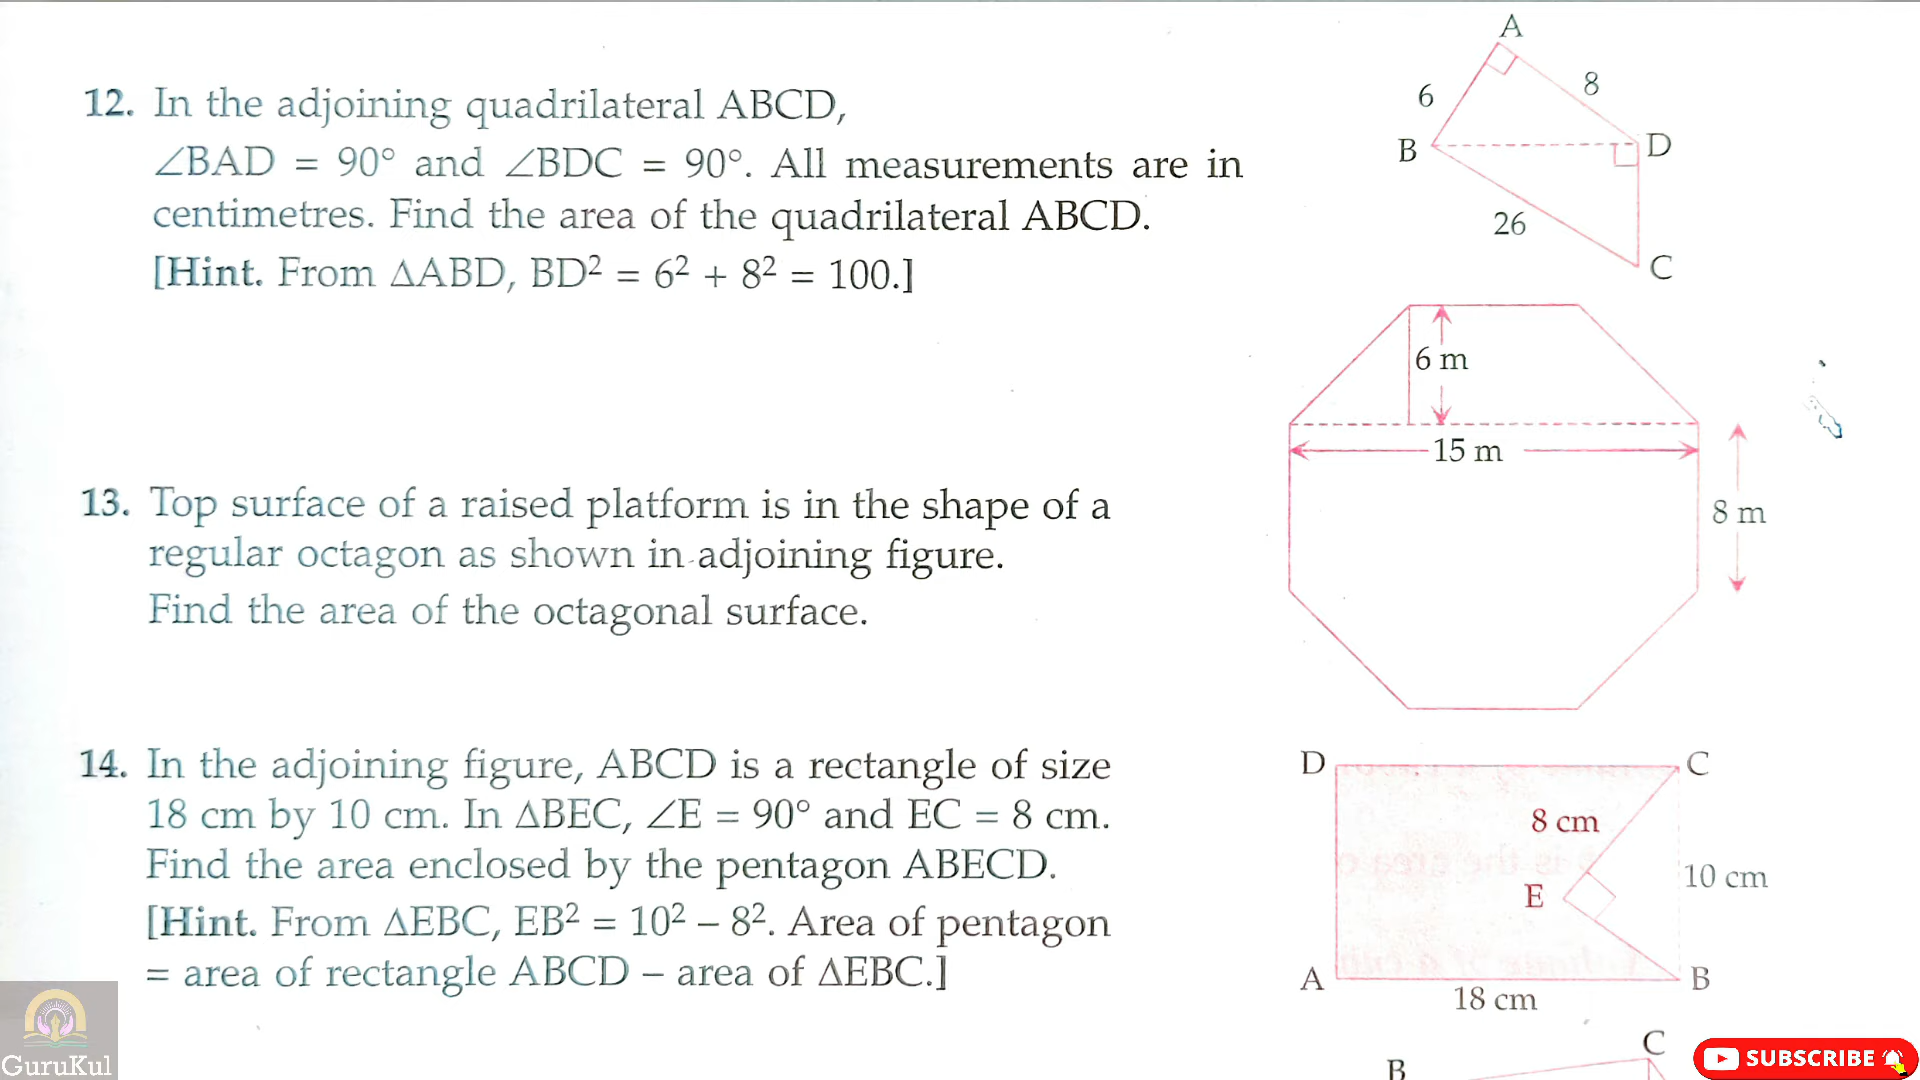 12. In the adjoining quadrilateral ABCD,
∠BAD = 90° and ∠BDC = 90°. All measurements are in
centimetres. Find the area of the quadrilateral ABCD.
[Hint. From ΔABD, BD² = 6² + 8² = 100.]
A
6
8
B
D
26
C
6 m
15 m
8 m
13. Top surface of a raised platform is in the shape of a
regular octagon as shown in adjoining figure.
Find the area of the octagonal surface.
14. In the adjoining figure, ABCD is a rectangle of size
18 cm by 10 cm. In ΔBEC, ∠E = 90° and EC = 8 cm.
Find the area enclosed by the pentagon ABECD.
[Hint. From ΔEBC, EB² = 10² – 8². Area of pentagon
= area of rectangle ABCD – area of ΔEBC.]
D
C
8 cm
10 cm
E
A
B
18 cm
C
B
GuruKul
SUBSCRIBE